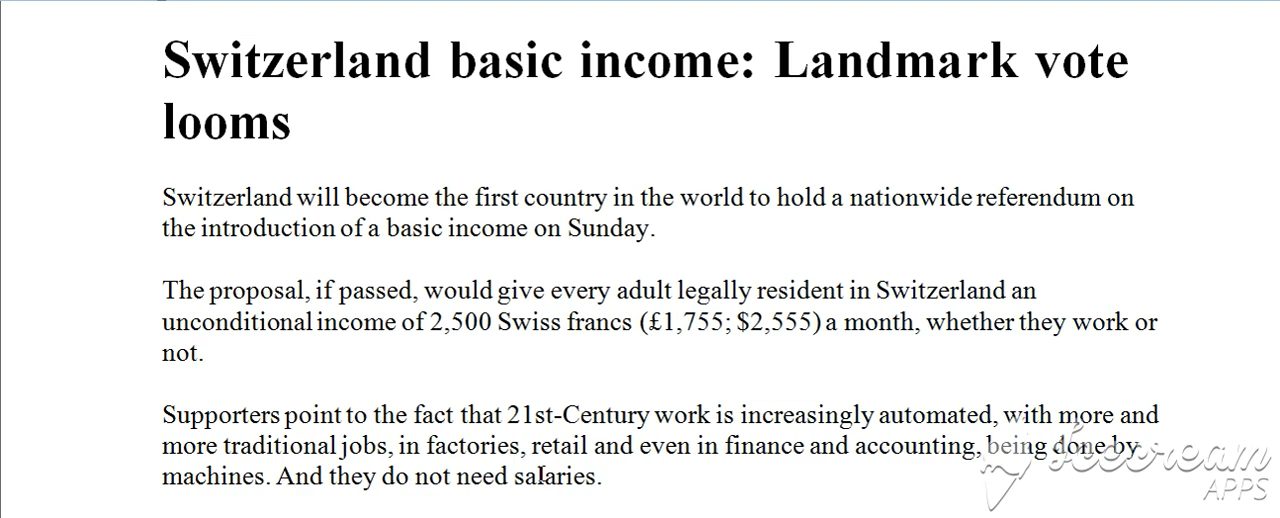 Switzerland basic income: Landmark vote
looms
Switzerland will become the first country in the world to hold a nationwide referendum on
the introduction of a basic income on Sunday.
The proposal, if passed, would give every adult legally resident in Switzerland an
unconditional income of 2,500 Swiss francs (£1,755; $2,555) a month, whether they work or
not.
Supporters point to the fact that 21st-Century work is increasingly automated, with more and
more traditional jobs, in factories, retail and even in finance and accounting, being done by
machines. And they do not need salaries.
Icecream
APPS